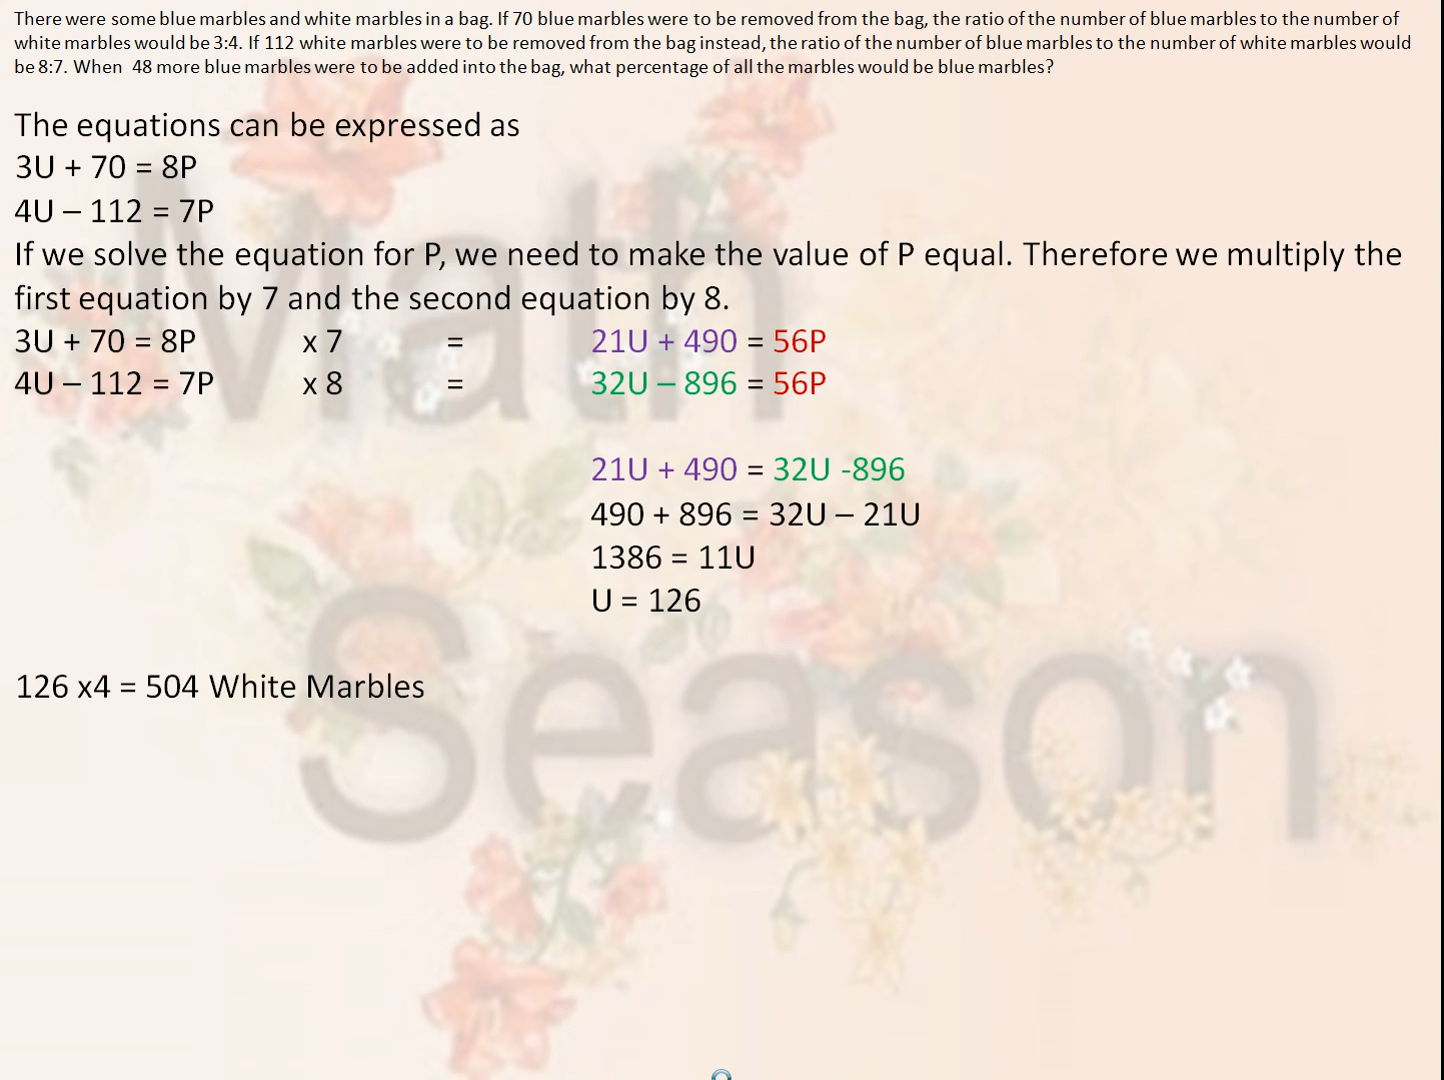 There were some blue marbles and white marbles in a bag. If 70 blue marbles were to be removed from the bag, the ratio of the number of blue marbles to the number of
white marbles would be 3:4. If 112 white marbles were to be removed from the bag instead, the ratio of the number of blue marbles to the number of white marbles would
be 8:7. When  48 more blue marbles were to be added into the bag, what percentage of all the marbles would be blue marbles?
The equations can be expressed as
3U + 70 = 8P
4U – 112 = 7P
If we solve the equation for P, we need to make the value of P equal. Therefore we multiply the
first equation by 7 and the second equation by 8.
3U + 70 = 8P x 7 = 21U + 490 = 56P
4U – 112 = 7P x 8 = 32U – 896 = 56P
21U + 490 = 32U -896
490 + 896 = 32U – 21U
1386 = 11U
U = 126
126 x4 = 504 White Marbles
Math
Season